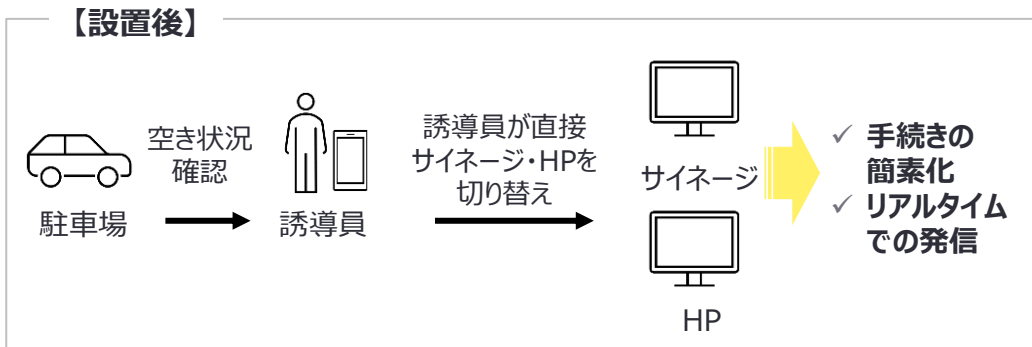 【設置後】
駐車場
空き状況
確認
誘導員
誘導員が直接
サイネージ・HPを
切り替え
サイネージ
HP
✓ 手続きの
簡素化
✓ リアルタイム
での発信